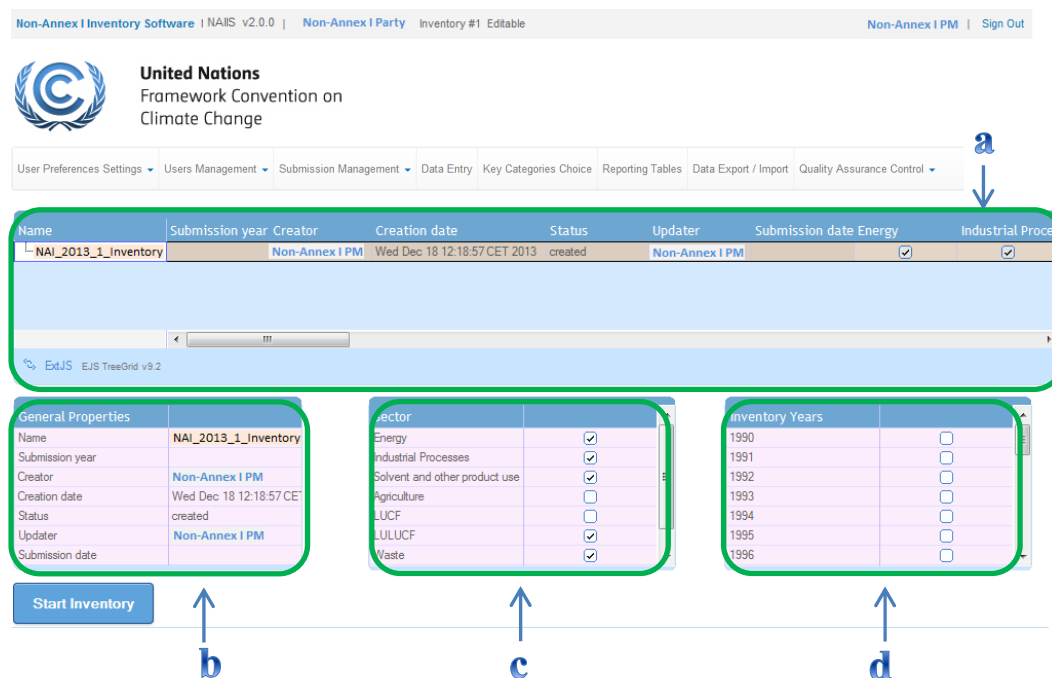 Non-Annex I Inventory Software | NAIIS v2.0.0 | Non-Annex I Party Inventory #1 Editable Non-Annex I PM | Sign Out
United Nations
Framework Convention on
Climate Change
a
User Preferences Settings Users Management Submission Management Data Entry Key Categories Choice Reporting Tables Data Export / Import Quality Assurance Control
Name Submission year Creator Creation date Status Updater Submission date Energy Industrial Proce
NAI_2013_1_Inventory Non-Annex I PM Wed Dec 18 12:18:57 CET 2013 created Non-Annex I PM
ExtJS EJS TreeGrid v9.2
General Properties
Name NAI_2013_1_Inventory
Submission year
Creator Non-Annex I PM
Creation date Wed Dec 18 12:18:57 CET
Status created
Updater Non-Annex I PM
Submission date
Sector
Energy
Industrial Processes
Solvent and other product use
Agriculture
LUCF
LULUCF
Waste
Inventory Years
1990
1991
1992
1993
1994
1995
1996
Start Inventory
b
c
d